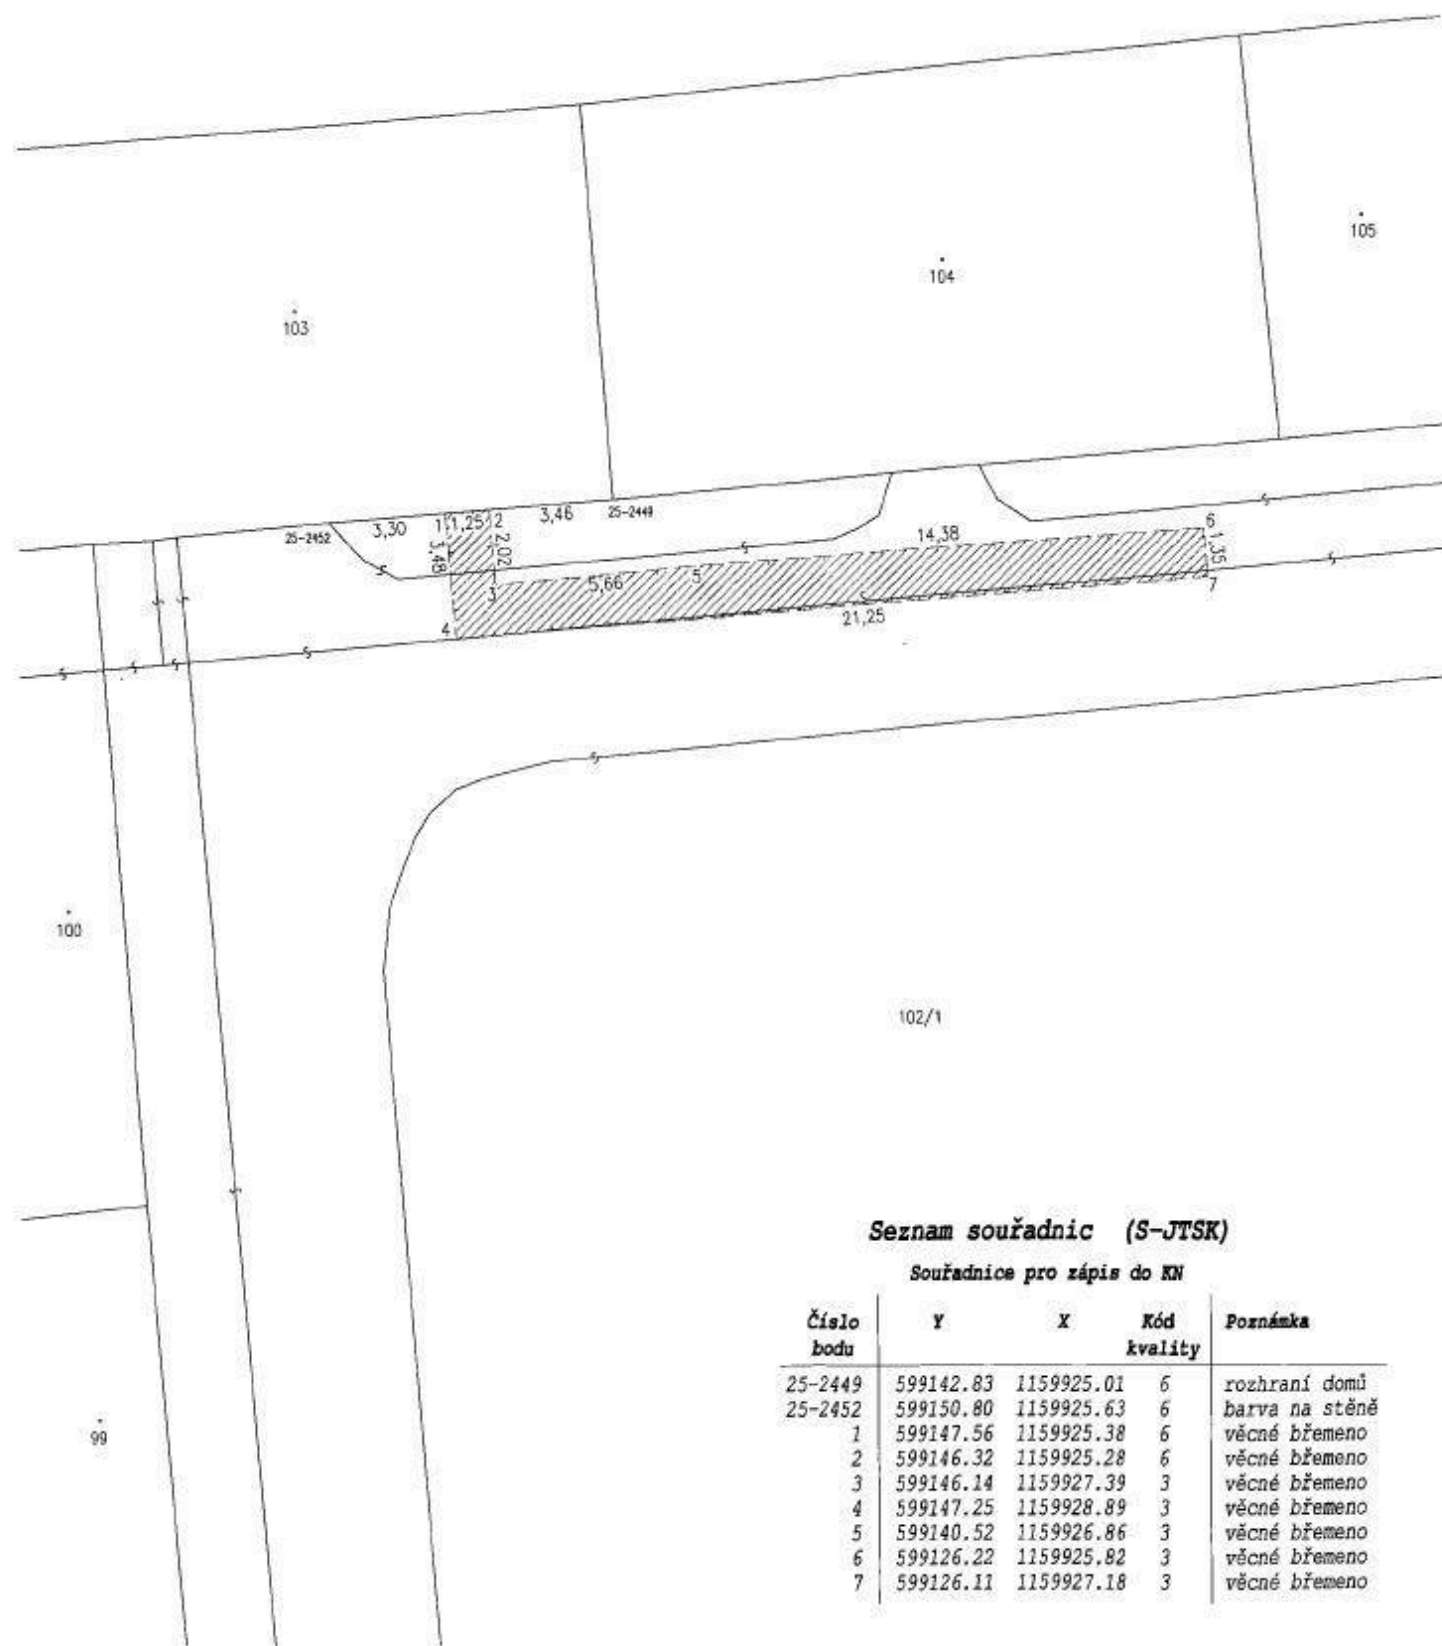 105
104
103
25-2452
3,30
1
1,25
2
3,46
25-2449
3,48
2,02
14,38
6
1,35
3
5,66
5
7
4
21,25
100
102/1
99
Seznam souřadnic (S-JTSK)
Souřadnice pro zápis do KN
Číslo bodu Y X Kód kvality Poznámka
25-2449 599142.83 1159925.01 6 rozhraní domů
25-2452 599150.80 1159925.63 6 barva na stěně
1 599147.56 1159925.38 6 věcné břemeno
2 599146.32 1159925.28 6 věcné břemeno
3 599146.14 1159927.39 3 věcné břemeno
4 599147.25 1159928.89 3 věcné břemeno
5 599140.52 1159926.86 3 věcné břemeno
6 599126.22 1159925.82 3 věcné břemeno
7 599126.11 1159927.18 3 věcné břemeno